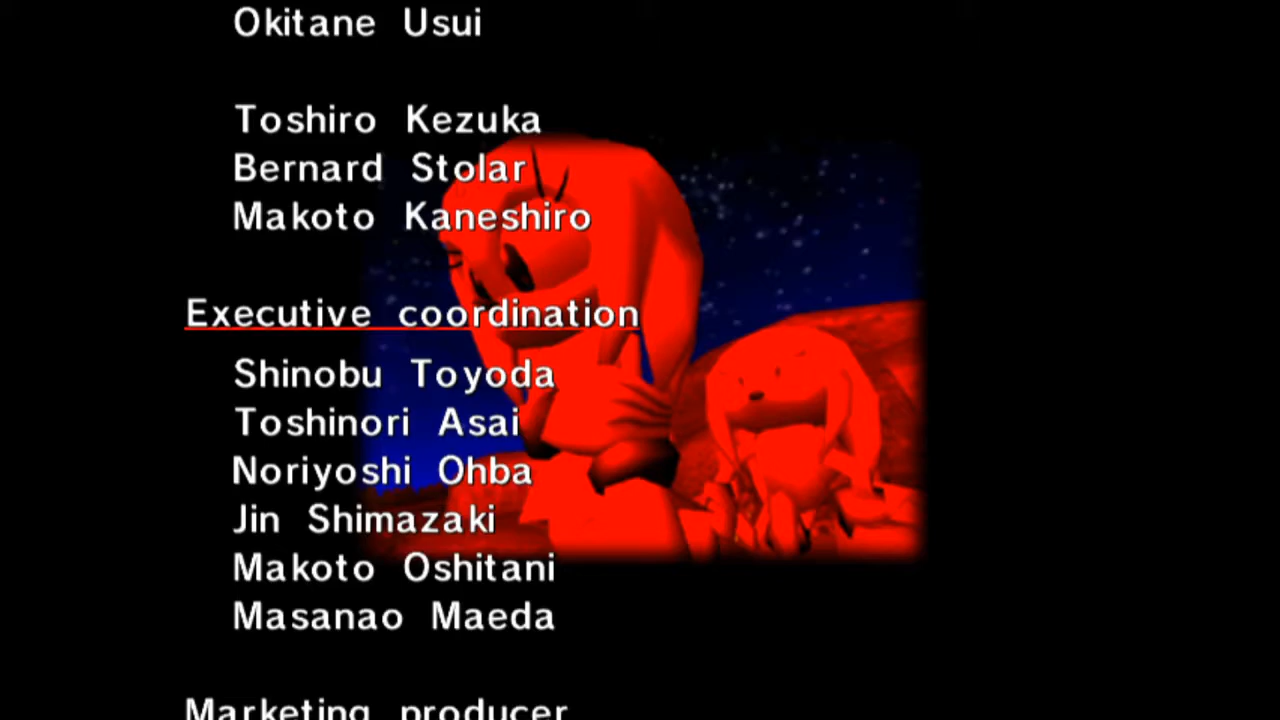 Okitane Usui
Toshiro Kezuka
Bernard Stolar
Makoto Kaneshiro
Executive coordination
Shinobu Toyoda
Toshinori Asai
Noriyoshi Ohba
Jin Shimazaki
Makoto Oshitani
Masanao Maeda
Marketing producer